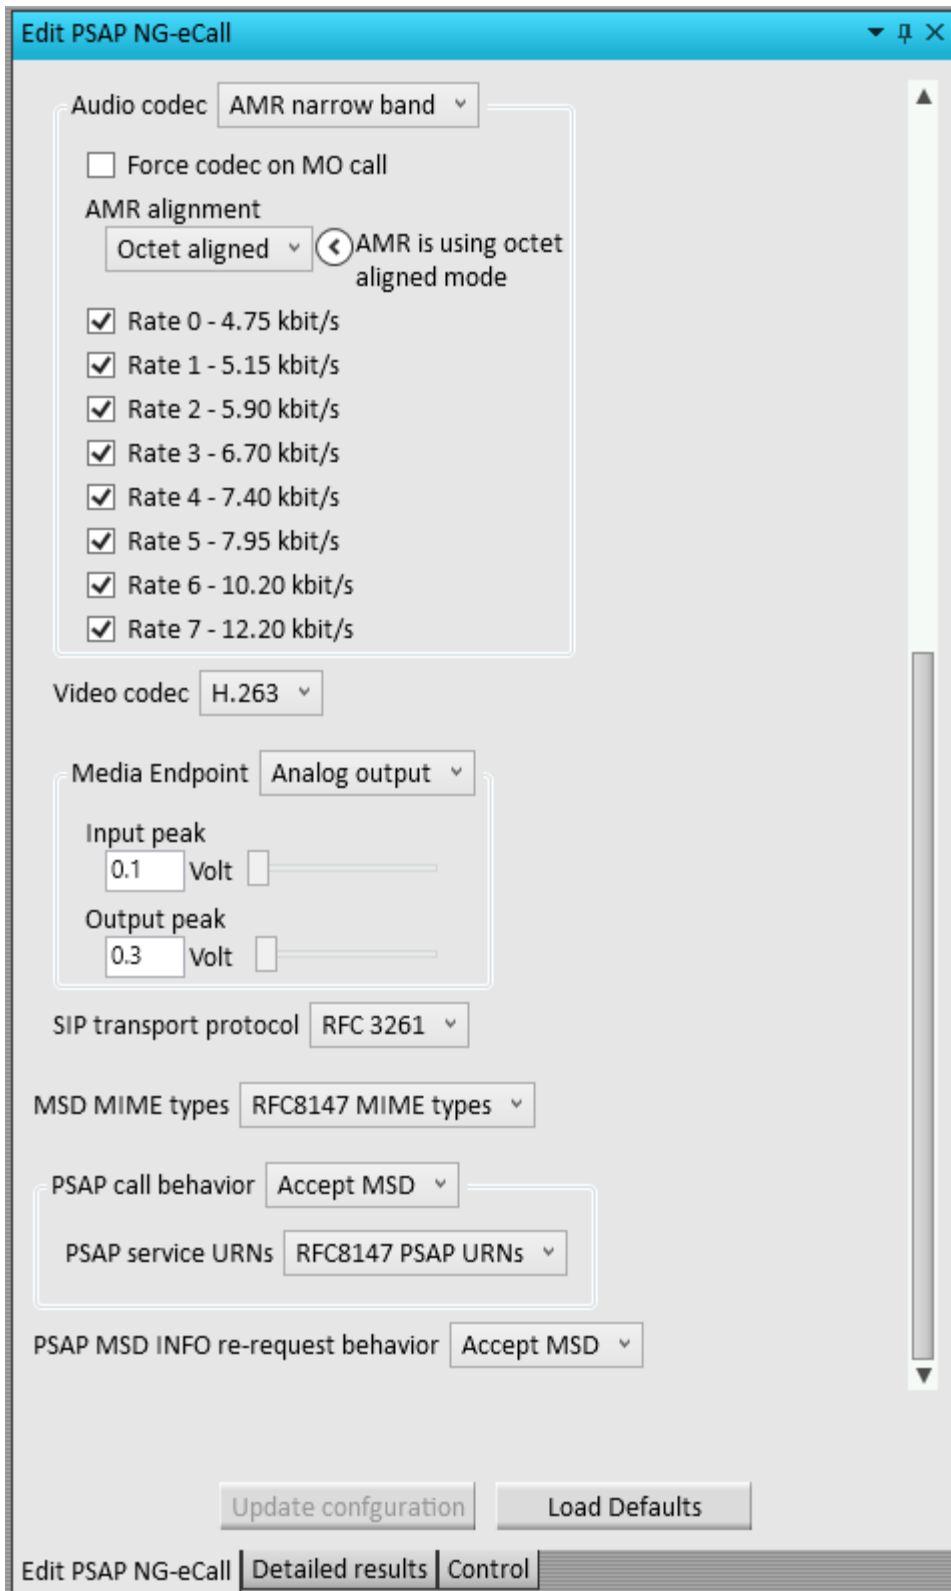 Edit PSAP NG-eCall
Audio codec AMR narrow band
Force codec on MO call
AMR alignment
Octet aligned AMR is using octet
aligned mode
Rate 0 - 4.75 kbit/s
Rate 1 - 5.15 kbit/s
Rate 2 - 5.90 kbit/s
Rate 3 - 6.70 kbit/s
Rate 4 - 7.40 kbit/s
Rate 5 - 7.95 kbit/s
Rate 6 - 10.20 kbit/s
Rate 7 - 12.20 kbit/s
Video codec H.263
Media Endpoint Analog output
Input peak
0.1 Volt
Output peak
0.3 Volt
SIP transport protocol RFC 3261
MSD MIME types RFC8147 MIME types
PSAP call behavior Accept MSD
PSAP service URNs RFC8147 PSAP URNs
PSAP MSD INFO re-request behavior Accept MSD
Update confguration Load Defaults
Edit PSAP NG-eCall Detailed results Control